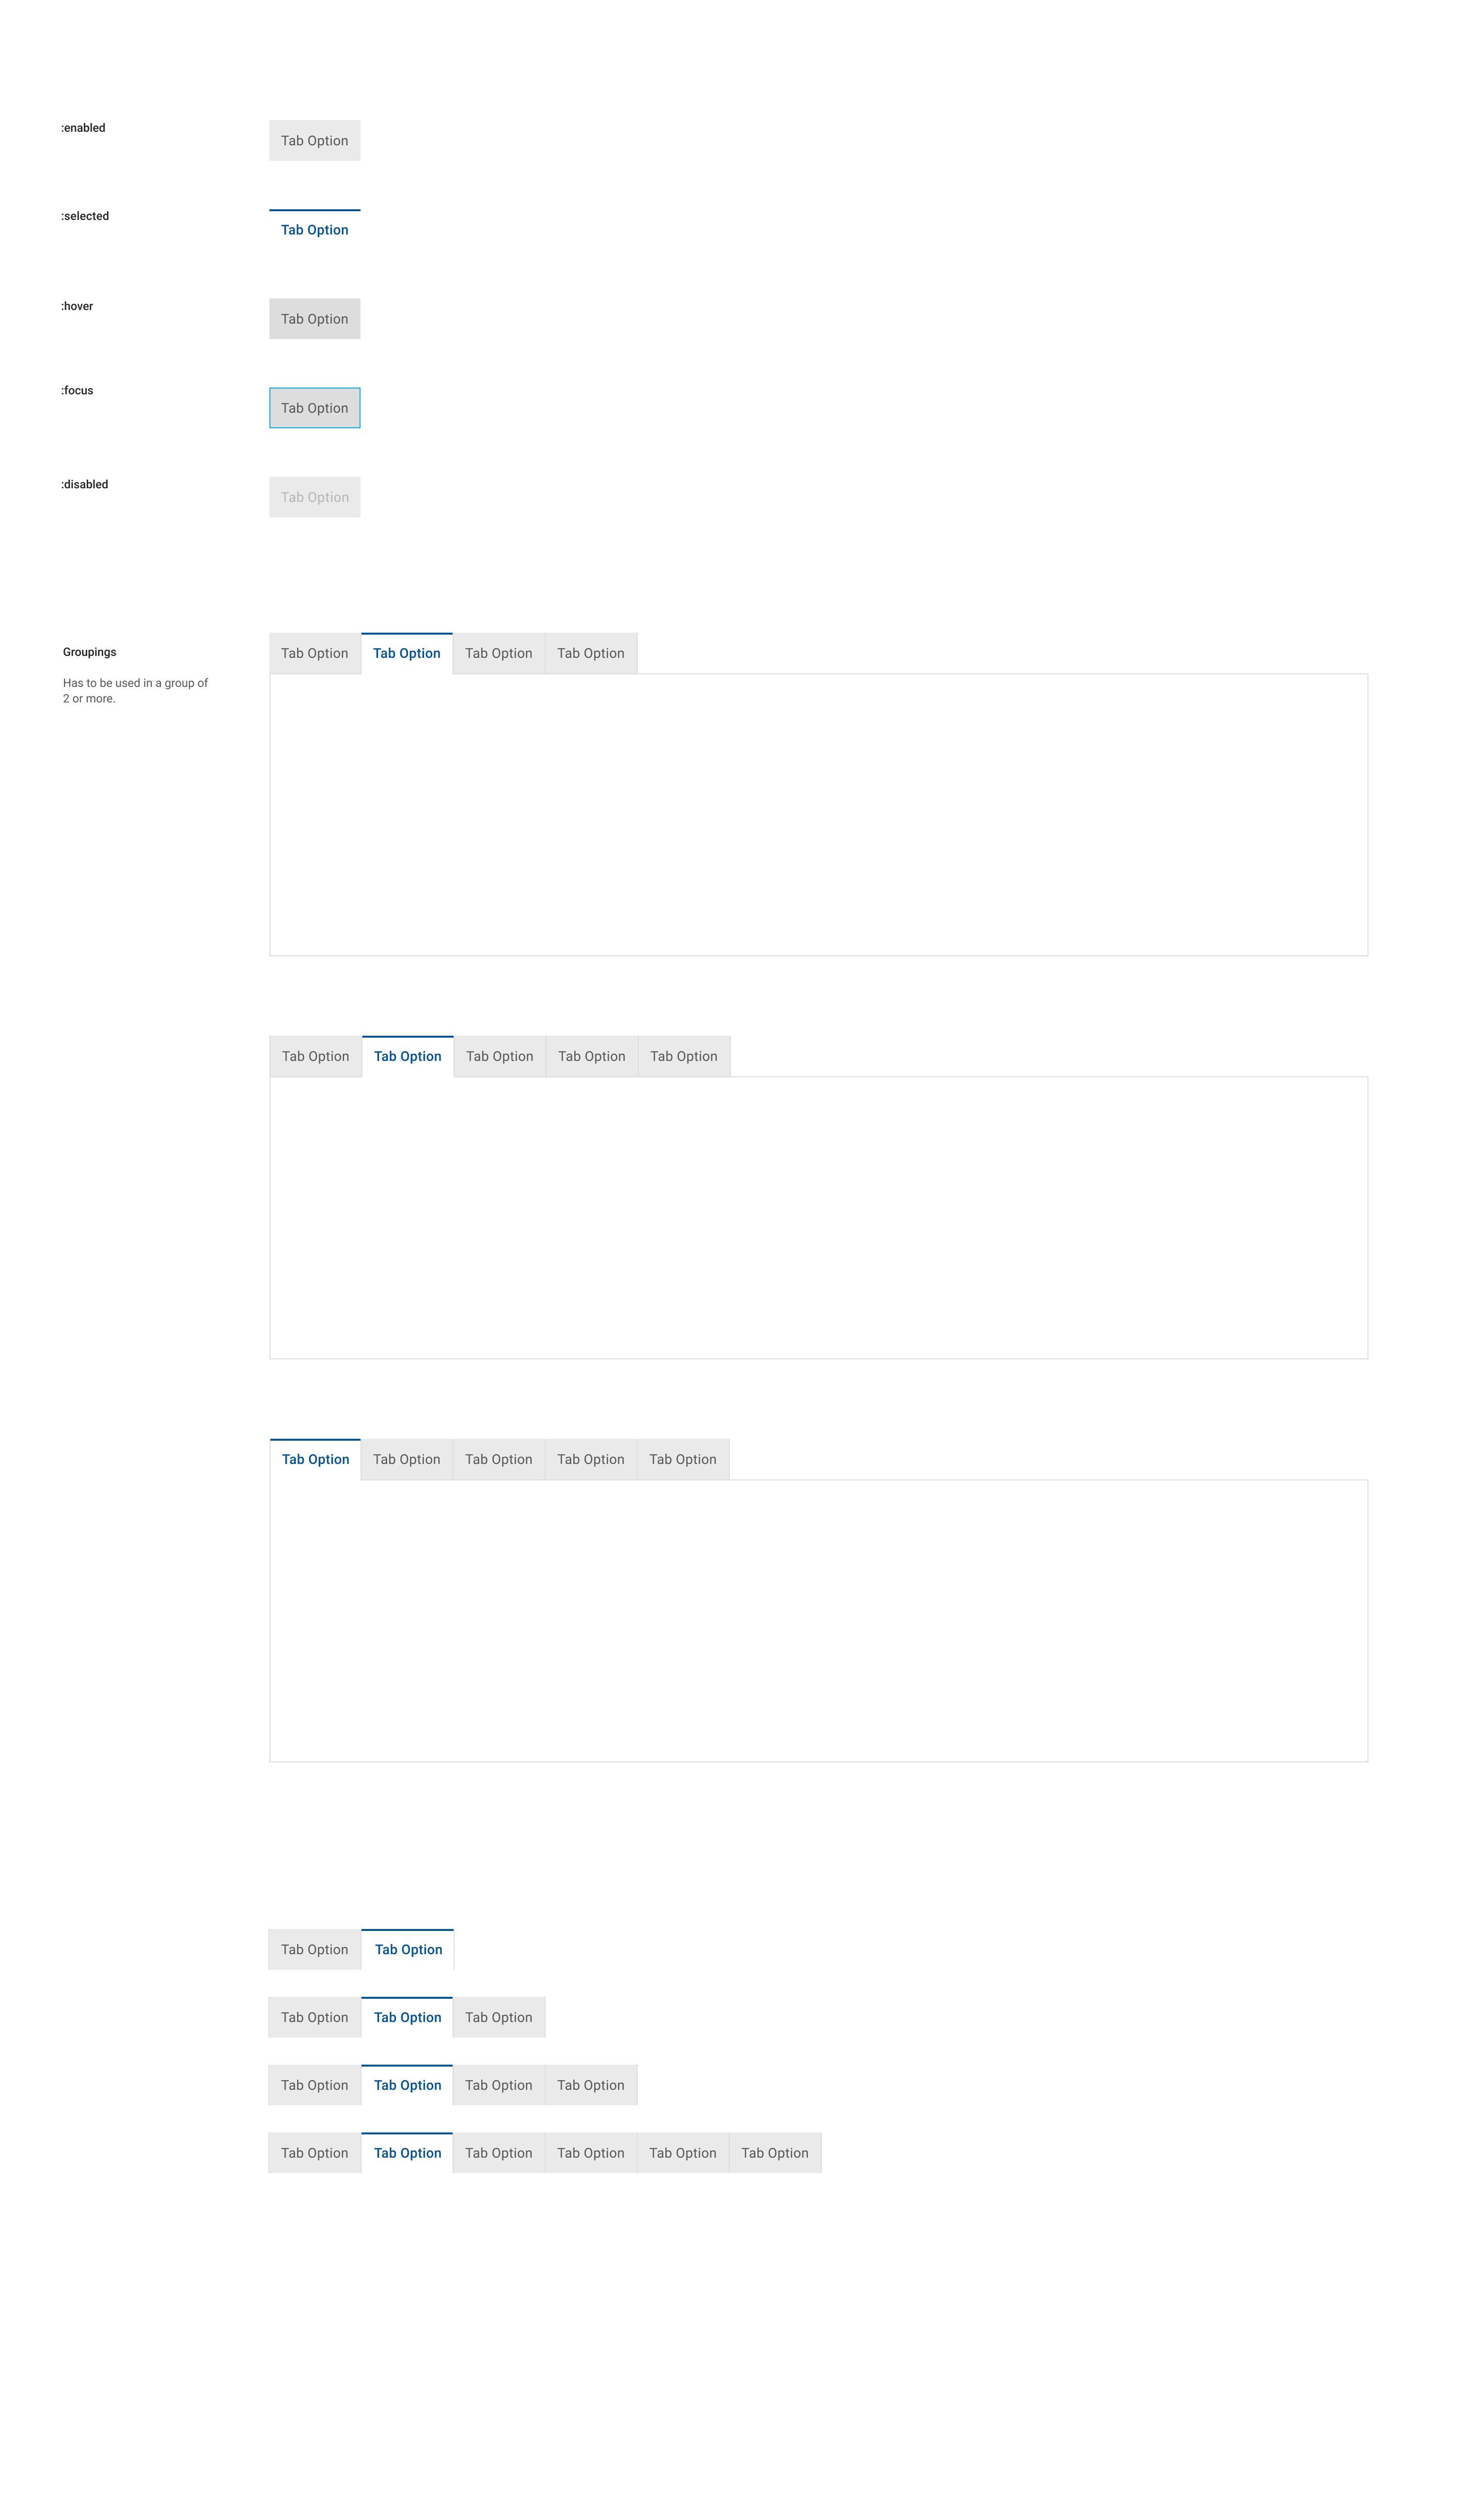 :enabled
Tab Option
:selected
Tab Option
:hover
Tab Option
:focus
Tab Option
:disabled
Tab Option
Groupings
Has to be used in a group of
2 or more.
Tab Option Tab Option Tab Option Tab Option
Tab Option Tab Option Tab Option Tab Option Tab Option
Tab Option Tab Option Tab Option Tab Option Tab Option
Tab Option Tab Option
Tab Option Tab Option Tab Option
Tab Option Tab Option Tab Option Tab Option
Tab Option Tab Option Tab Option Tab Option Tab Option Tab Option